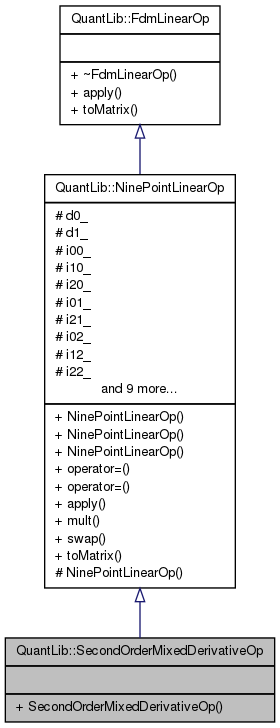 QuantLib::FdmLinearOp
+ ~FdmLinearOp()
+ apply()
+ toMatrix()
QuantLib::NinePointLinearOp
# d0_
# d1_
# i00_
# i10_
# i20_
# i01_
# i21_
# i02_
# i12_
# i22_
and 9 more...
+ NinePointLinearOp()
+ NinePointLinearOp()
+ NinePointLinearOp()
+ operator=()
+ operator=()
+ apply()
+ mult()
+ swap()
+ toMatrix()
# NinePointLinearOp()
QuantLib::SecondOrderMixedDerivativeOp
+ SecondOrderMixedDerivativeOp()